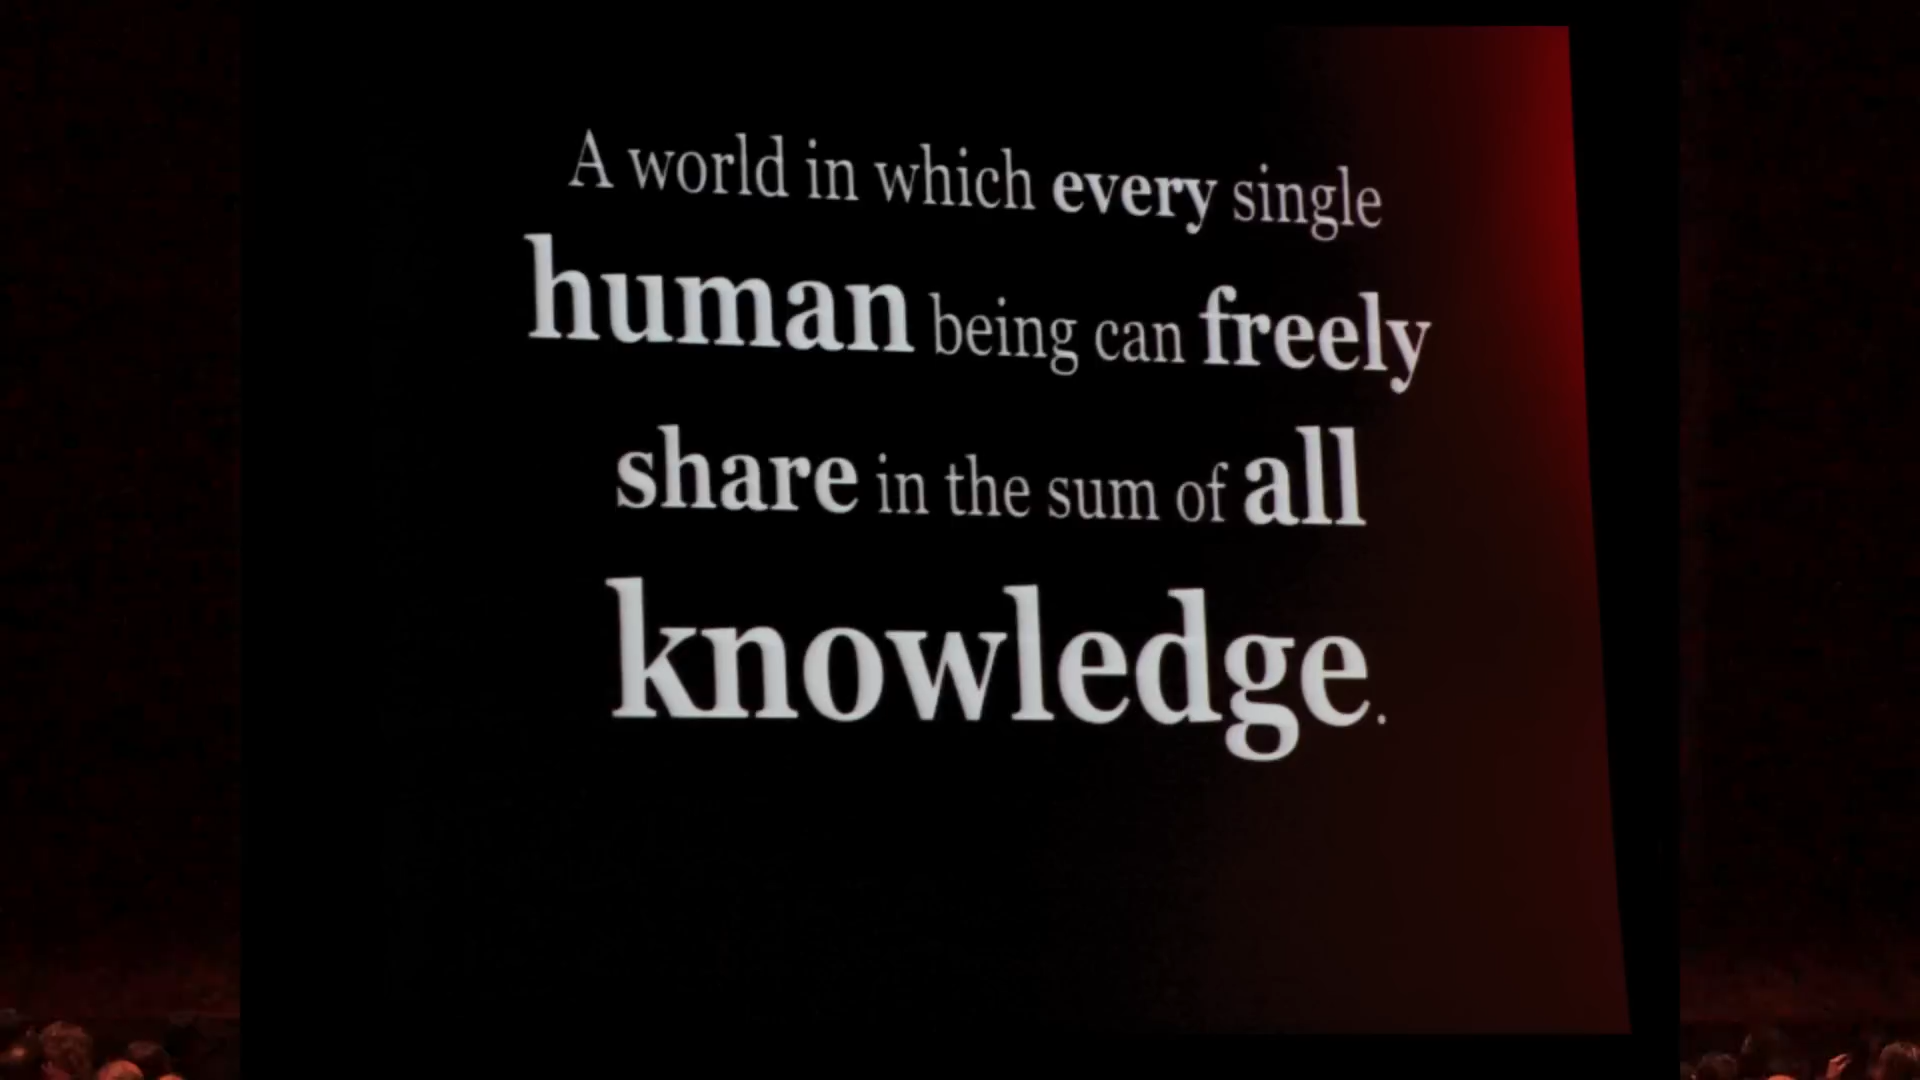 A world in which every single
human being can freely
share in the sum of all
knowledge.